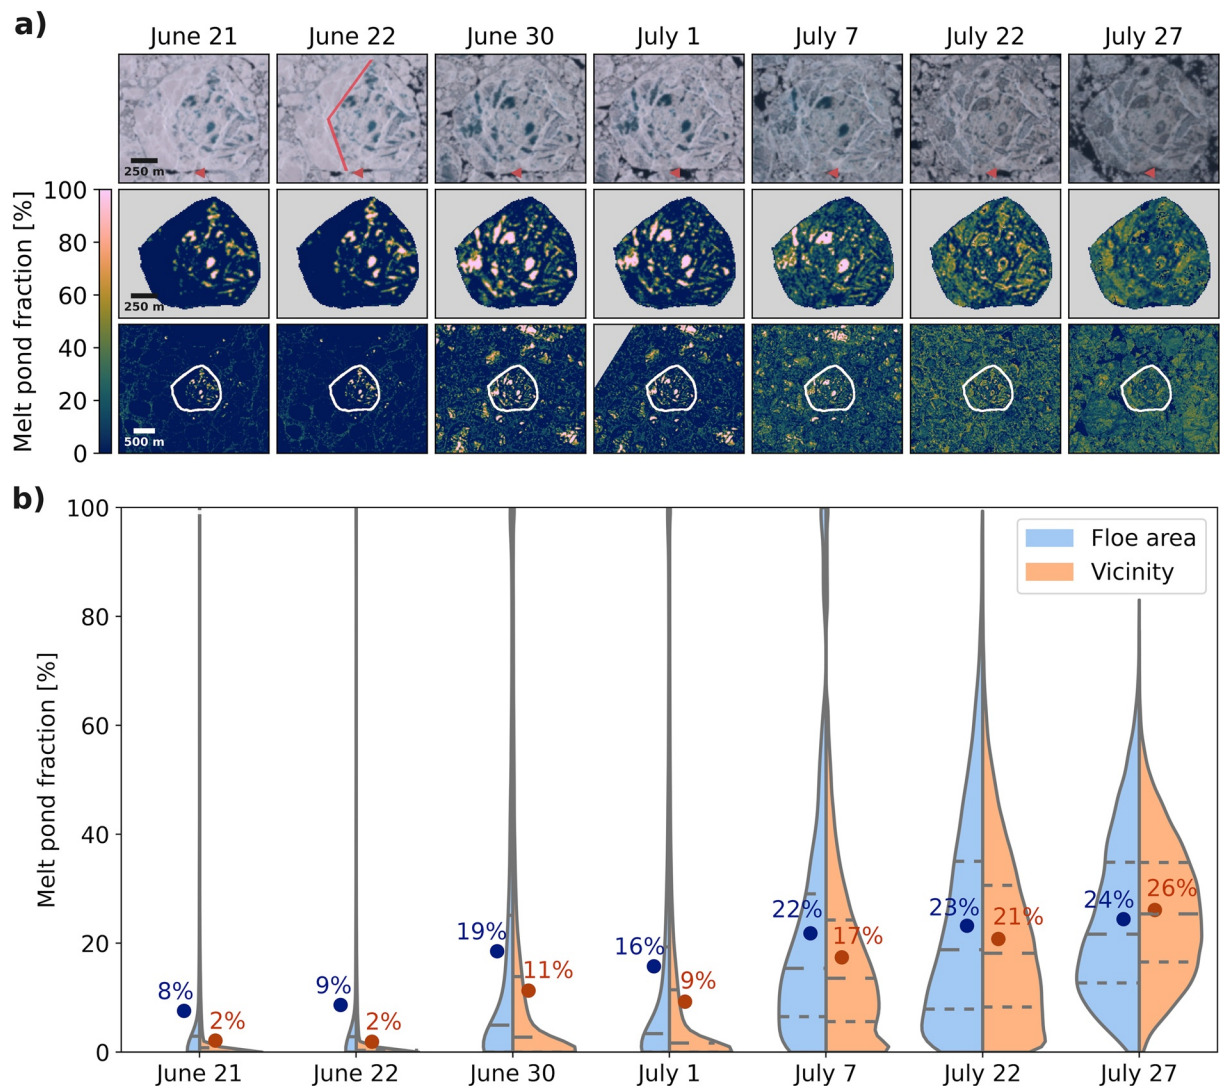 a)
June 21 June 22 June 30 July 1 July 7 July 22 July 27
250 m
Melt pond fraction [%]
100
80
60
40
20
0
250 m
500 m
b)
Melt pond fraction [%]
100
80
60
40
20
0
Floe area
Vicinity
8% 2% 9% 2% 19% 11% 16% 9% 22% 17% 23% 21% 24% 26%
June 21 June 22 June 30 July 1 July 7 July 22 July 27